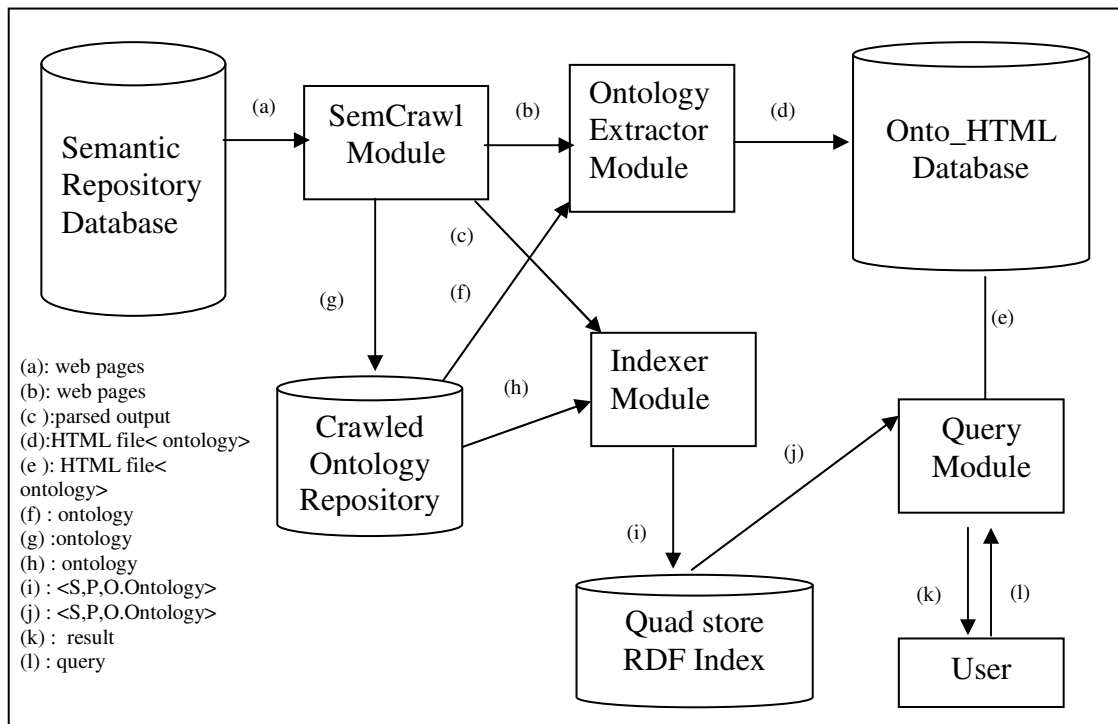 Semantic
Repository
Database
(a)
SemCrawl
Module
(b)
Ontology
Extractor
Module
(d)
Onto_HTML
Database
(c)
(g)
(f)
(e)
(h)
Indexer
Module
Crawled
Ontology
Repository
(j)
Query
Module
(i)
(k)
(l)
Quad store
RDF Index
User
(a): web pages
(b): web pages
(c ):parsed output
(d):HTML file< ontology>
(e ): HTML file<
ontology>
(f) : ontology
(g) :ontology
(h) : ontology
(i) : <S,P,O.Ontology>
(j) : <S,P,O.Ontology>
(k) :  result
(l) : query